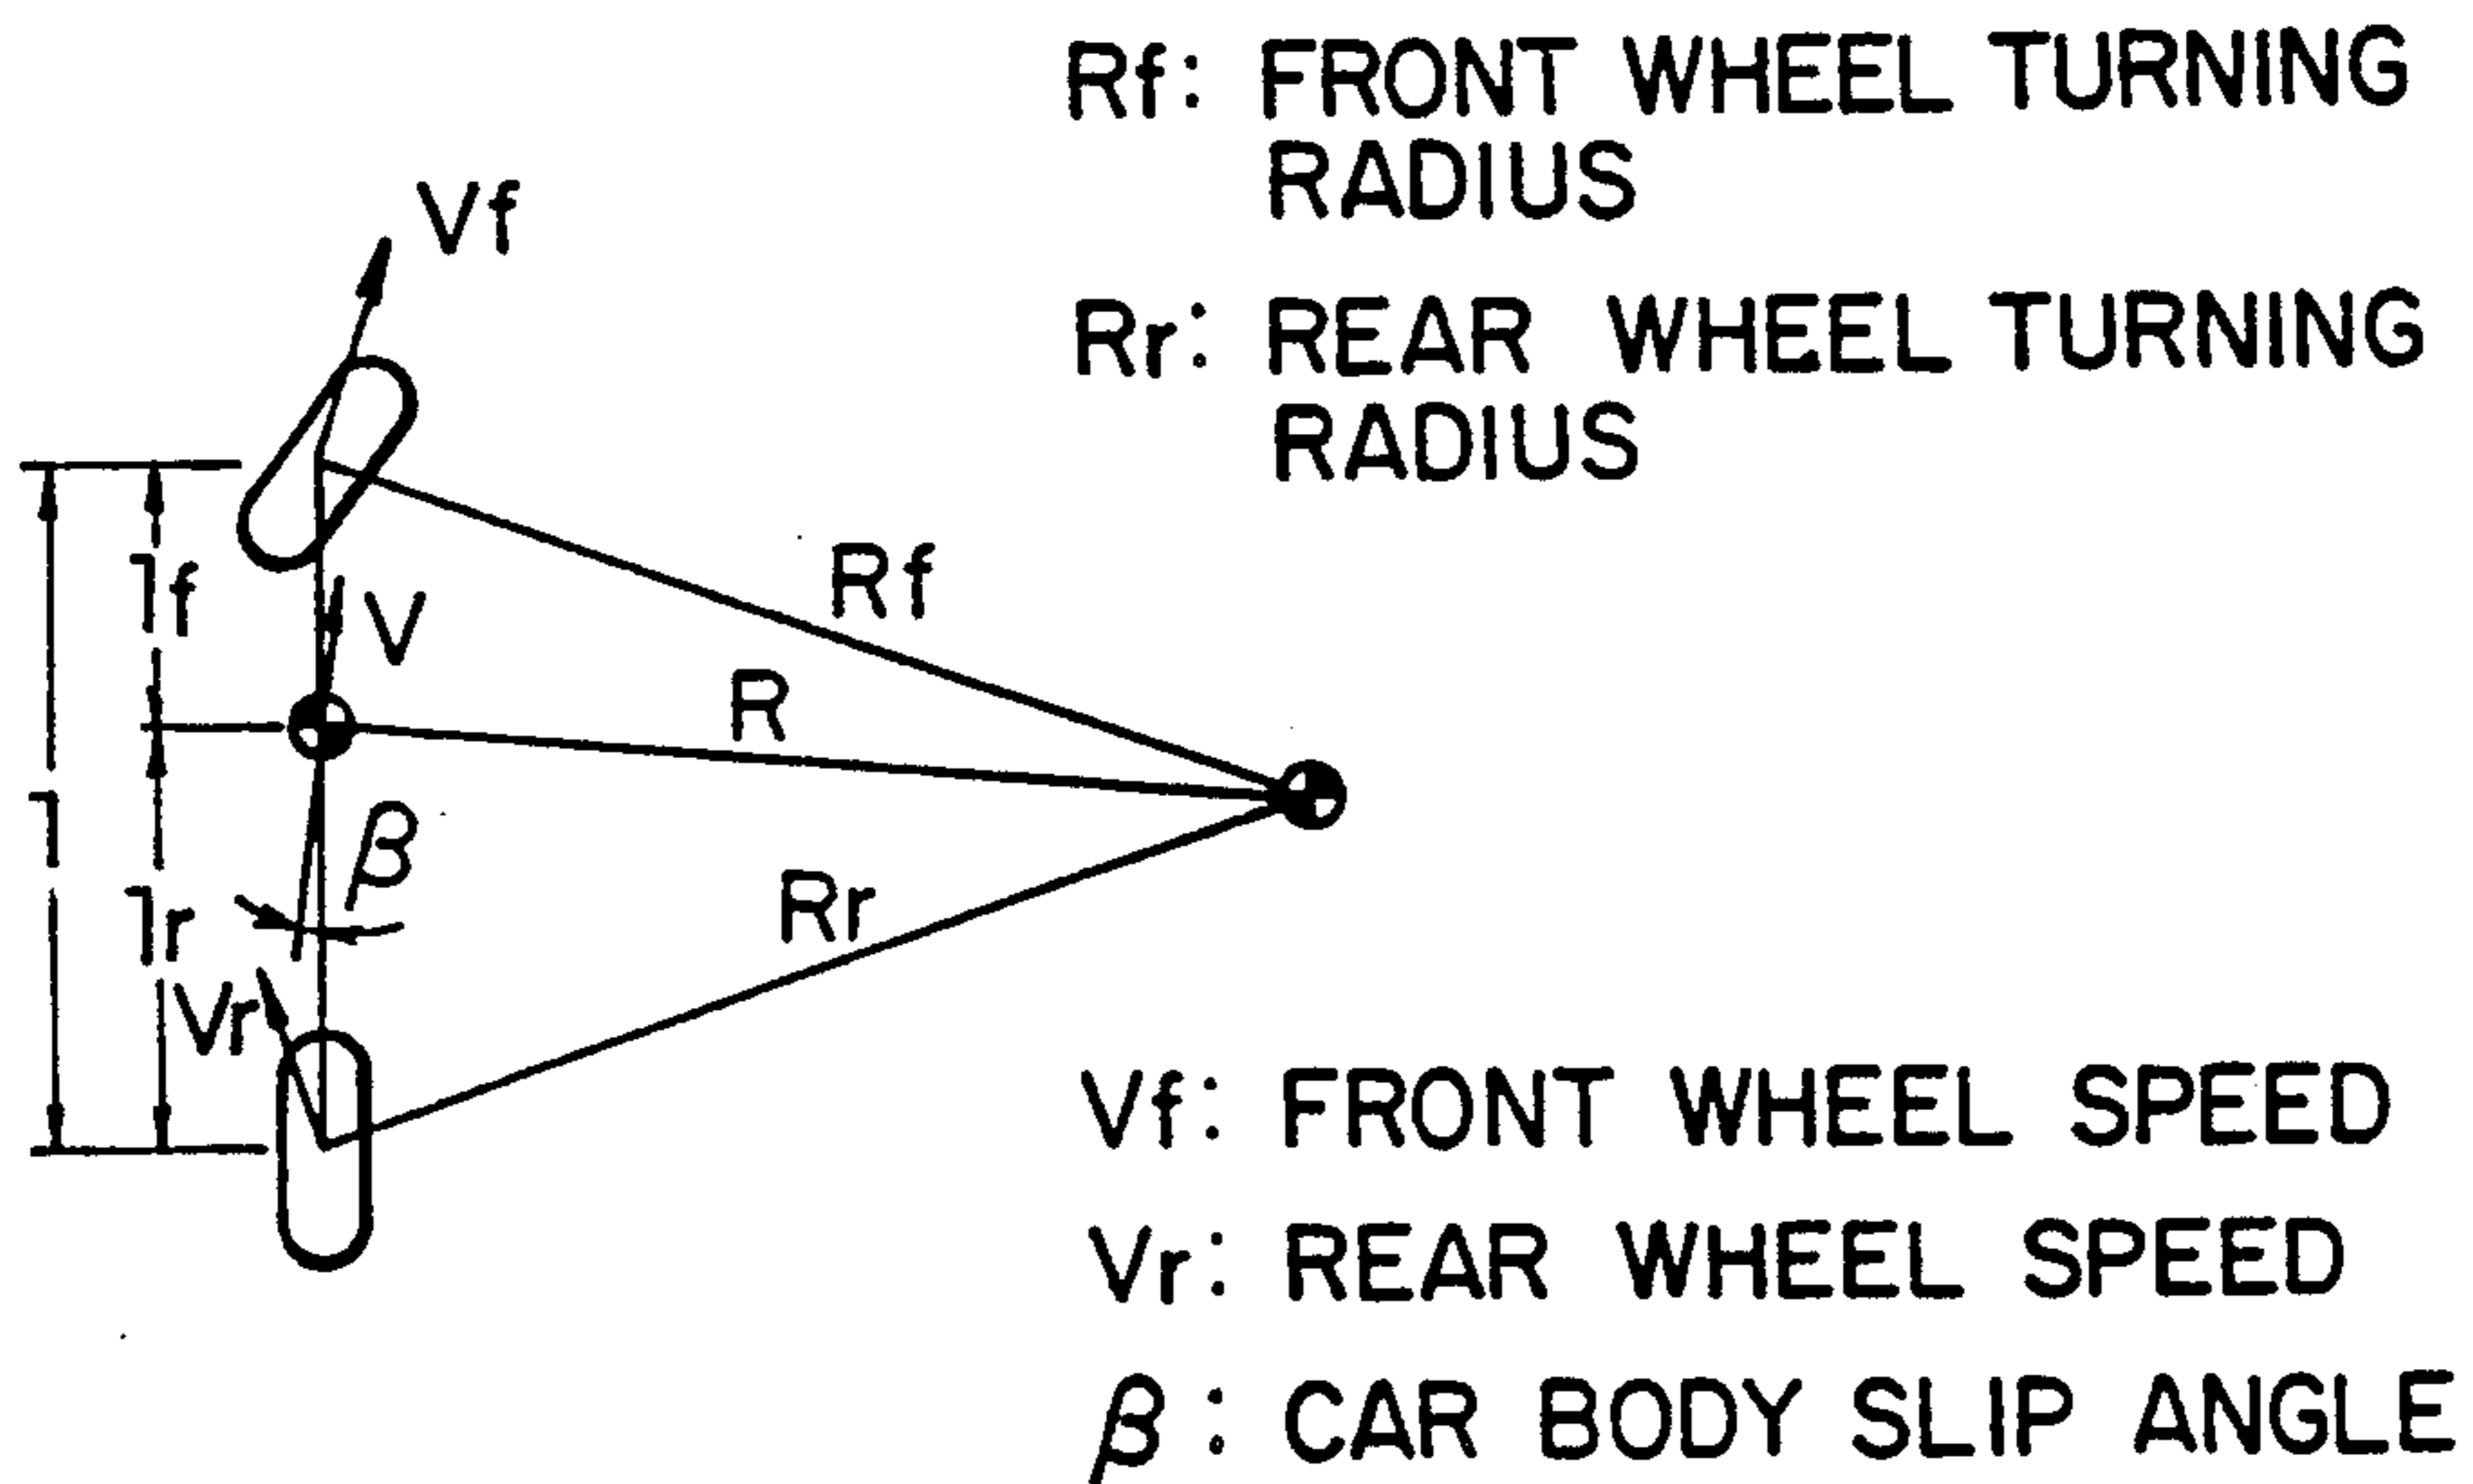 Rf: FRONT WHEEL TURNING
RADIUS
Rr: REAR WHEEL TURNING
RADIUS
Vf
lf
V
Rf
R
l
β
lr
Rr
Vr
Vf: FRONT WHEEL SPEED
Vr: REAR WHEEL SPEED
β: CAR BODY SLIP ANGLE